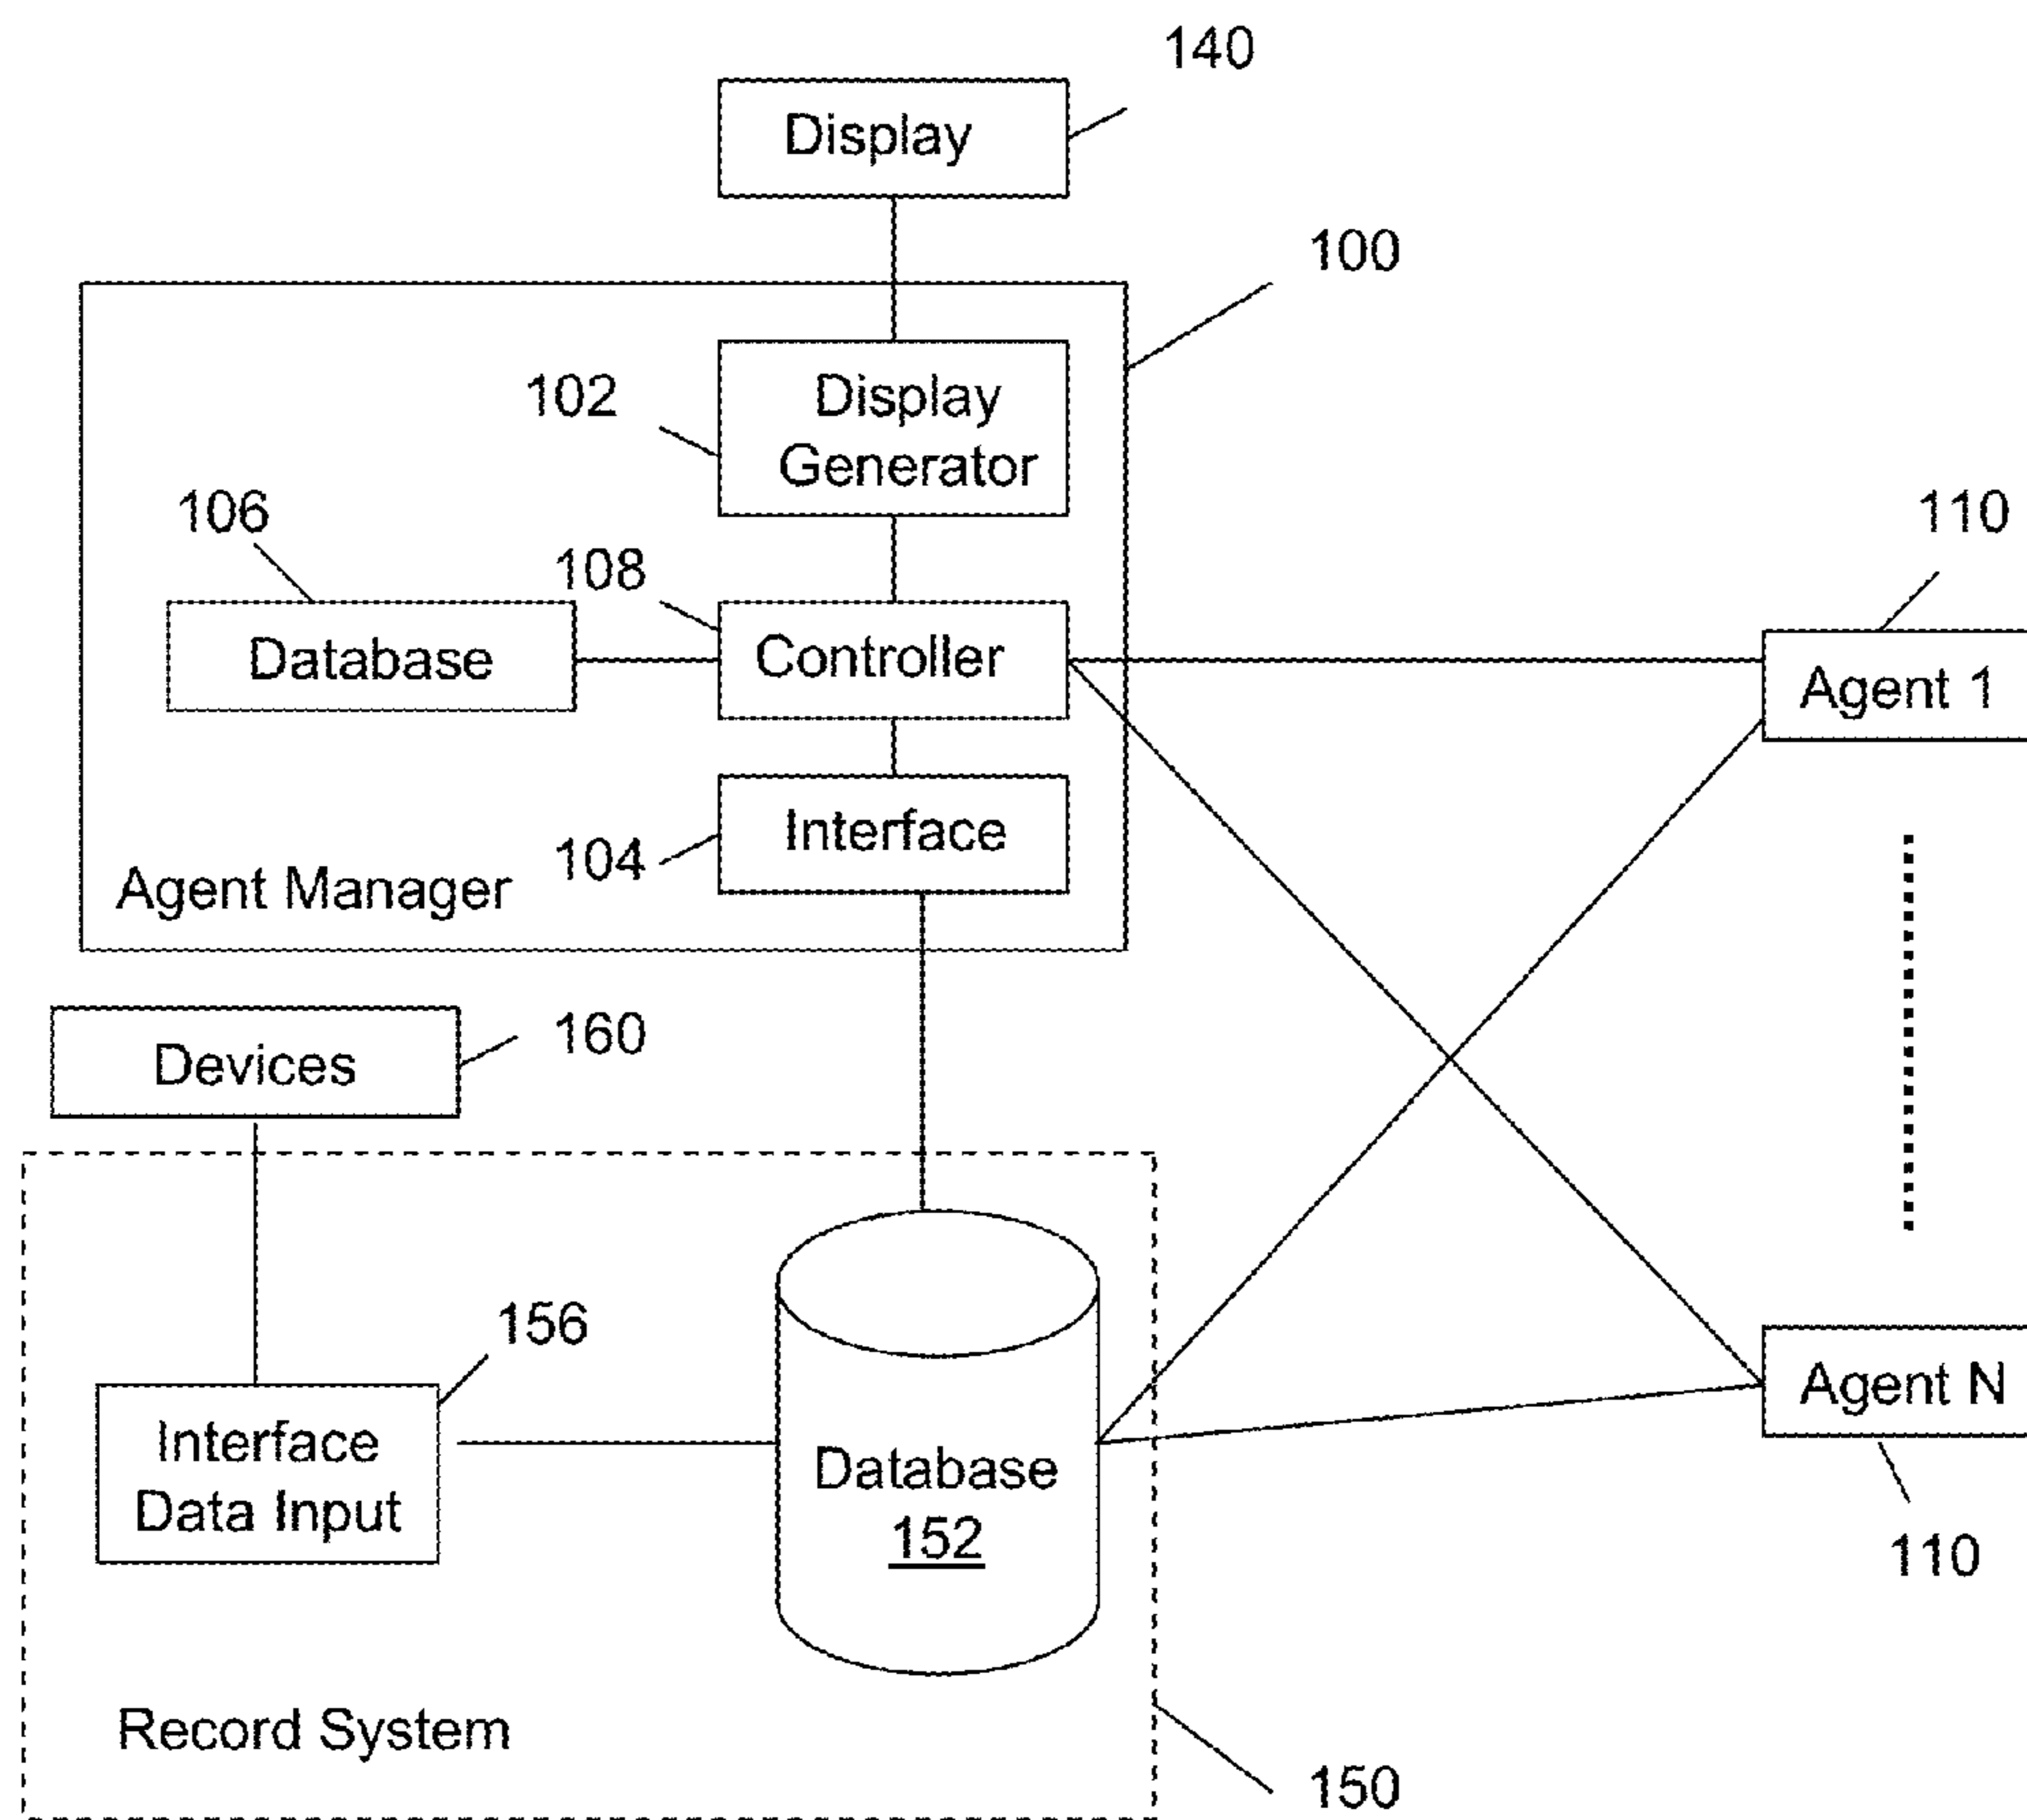 140
Display
100
102
Display
Generator
106
110
108
Database
Controller
Agent 1
104
Interface
Agent Manager
160
Devices
156
Interface
Data Input
Database
152
Agent N
110
Record System
150